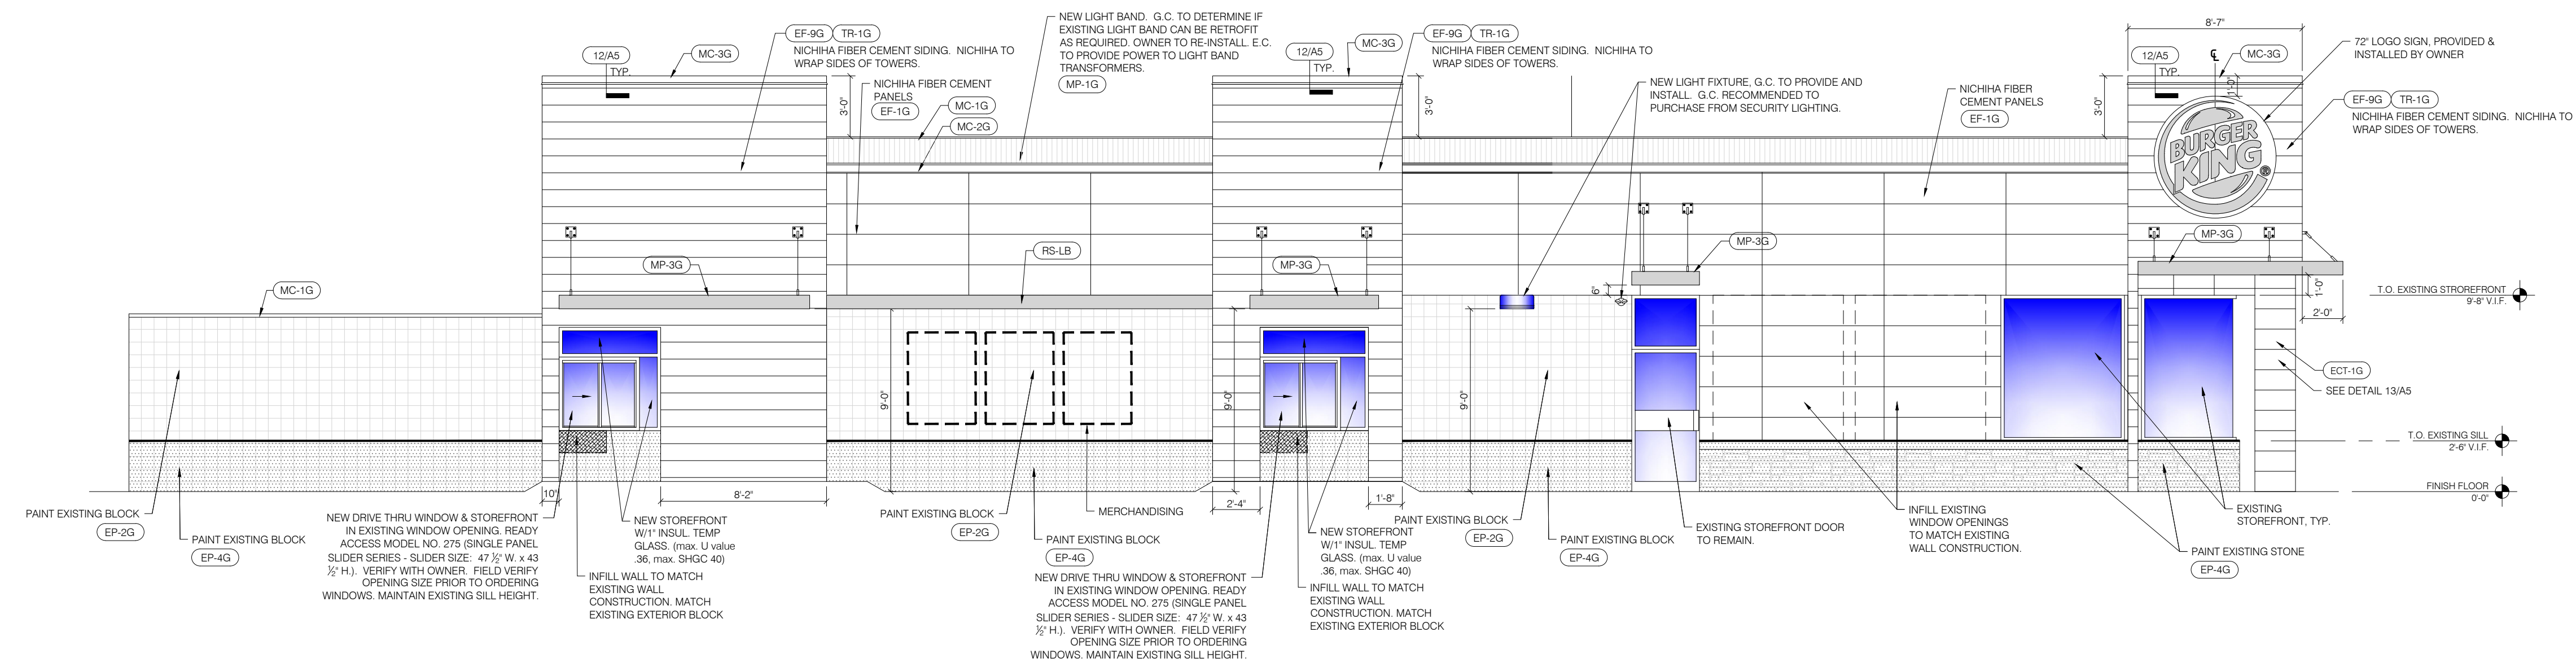 NEW LIGHT BAND. G.C. TO DETERMINE IF
EXISTING LIGHT BAND CAN BE RETROFIT
AS REQUIRED. OWNER TO RE-INSTALL. E.C.
TO PROVIDE POWER TO LIGHT BAND
TRANSFORMERS.
MP-1G
12/A5
TYP.
MC-3G
EF-9G
TR-1G
NICHIHA FIBER CEMENT SIDING. NICHIHA TO
WRAP SIDES OF TOWERS.
3'-0"
NICHIHA FIBER CEMENT
PANELS
EF-1G
MC-1G
MC-2G
12/A5
TYP.
MC-3G
EF-9G
TR-1G
NICHIHA FIBER CEMENT SIDING. NICHIHA TO
WRAP SIDES OF TOWERS.
3'-0"
NEW LIGHT FIXTURE, G.C. TO PROVIDE AND
INSTALL. G.C. RECOMMENDED TO
PURCHASE FROM SECURITY LIGHTING.
NICHIHA FIBER
CEMENT PANELS
EF-1G
3'-0"
8'-7"
12/A5
TYP.
℄
MC-3G
1'-0"
72" LOGO SIGN, PROVIDED &
INSTALLED BY OWNER
EF-9G
TR-1G
NICHIHA FIBER CEMENT SIDING. NICHIHA TO
WRAP SIDES OF TOWERS.
BURGER
KING
®
MC-1G
MP-3G
RS-LB
MP-3G
MP-3G
MP-3G
6"
1'-0"
2'-0"
T.O. EXISTING STROREFRONT
9'-8" V.I.F.
9'-0"
9'-0"
9'-0"
ECT-1G
SEE DETAIL 13/A5
T.O. EXISTING SILL
2'-6" V.I.F.
FINISH FLOOR
0'-0"
10"
8'-2"
2'-4"
1'-8"
PAINT EXISTING BLOCK
EP-2G
PAINT EXISTING BLOCK
EP-4G
NEW DRIVE THRU WINDOW & STOREFRONT
IN EXISTING WINDOW OPENING. READY
ACCESS MODEL NO. 275 (SINGLE PANEL
SLIDER SERIES - SLIDER SIZE: 47 ½" W. x 43
½" H.). VERIFY WITH OWNER. FIELD VERIFY
OPENING SIZE PRIOR TO ORDERING
WINDOWS. MAINTAIN EXISTING SILL HEIGHT.
NEW STOREFRONT
W/1" INSUL. TEMP
GLASS. (max. U value
.36, max. SHGC 40)
INFILL WALL TO MATCH
EXISTING WALL
CONSTRUCTION. MATCH
EXISTING EXTERIOR BLOCK
PAINT EXISTING BLOCK
EP-2G
PAINT EXISTING BLOCK
EP-4G
MERCHANDISING
NEW DRIVE THRU WINDOW & STOREFRONT
IN EXISTING WINDOW OPENING. READY
ACCESS MODEL NO. 275 (SINGLE PANEL
SLIDER SERIES - SLIDER SIZE: 47 ½" W. x 43
½" H.). VERIFY WITH OWNER. FIELD VERIFY
OPENING SIZE PRIOR TO ORDERING
WINDOWS. MAINTAIN EXISTING SILL HEIGHT.
NEW STOREFRONT
W/1" INSUL. TEMP
GLASS. (max. U value
.36, max. SHGC 40)
INFILL WALL TO MATCH
EXISTING WALL
CONSTRUCTION. MATCH
EXISTING EXTERIOR BLOCK
PAINT EXISTING BLOCK
EP-2G
PAINT EXISTING BLOCK
EP-4G
EXISTING STOREFRONT DOOR
TO REMAIN.
INFILL EXISTING
WINDOW OPENINGS
TO MATCH EXISTING
WALL CONSTRUCTION.
EXISTING
STOREFRONT, TYP.
PAINT EXISTING STONE
EP-4G